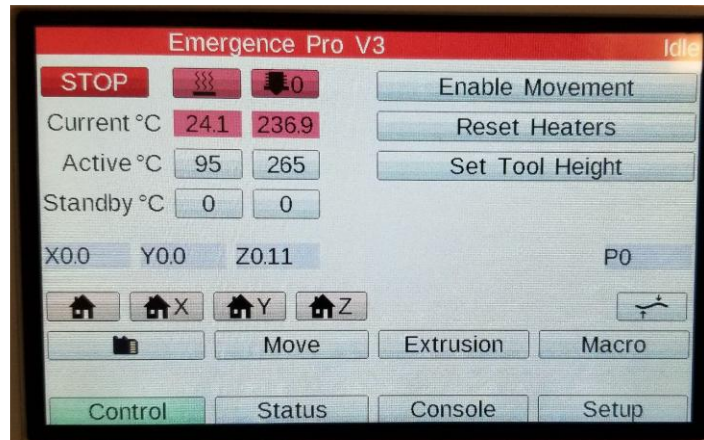 Emergence Pro V3 Idle
STOP 0 Enable Movement
Current °C 24.1 236.9 Reset Heaters
Active °C 95 265 Set Tool Height
Standby °C 0 0
X0.0 Y0.0 Z0.11 P0
X Y Z
Move Extrusion Macro
Control Status Console Setup